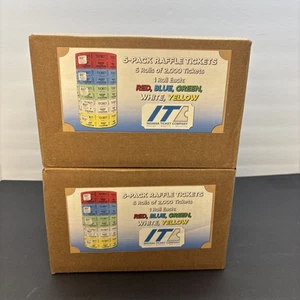 5-PACK RAFFLE TICKETS
5 Rolls of 2,000 Tickets
1 Roll Each:
RED, BLUE, GREEN,
WHITE, YELLOW
ITC
5-PACK RAFFLE TICKETS
5 Rolls of 2,000 Tickets
1 Roll Each:
RED, BLUE, GREEN,
WHITE, YELLOW
ITC